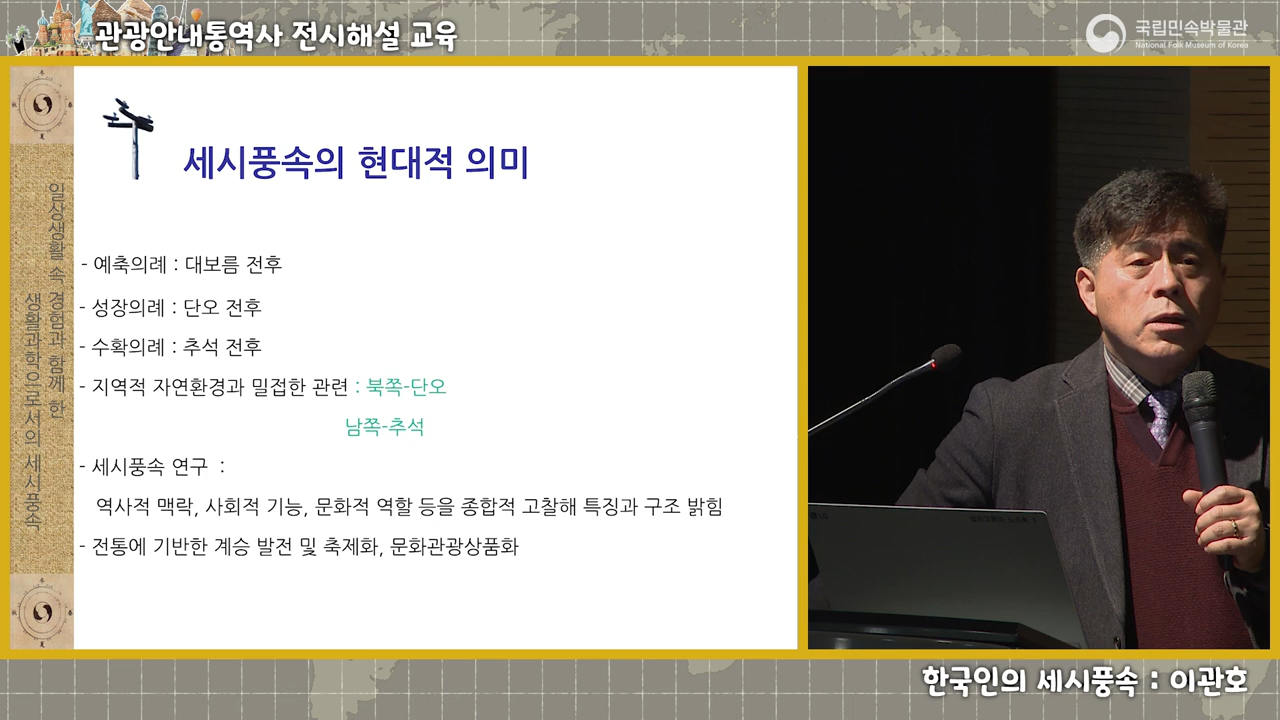 관광안내통역사 전시해설 교육
국립민속박물관
National Folk Museum of Korea
일상생활 속 경험과 함께 한
생활과학으로서의 세시풍속
세시풍속의 현대적 의미
- 예축의례 : 대보름 전후
- 성장의례 : 단오 전후
- 수확의례 : 추석 전후
- 지역적 자연환경과 밀접한 관련 : 북쪽-단오
남쪽-추석
- 세시풍속 연구 :
역사적 맥락, 사회적 기능, 문화적 역할 등을 종합적 고찰해 특징과 구조 밝힘
- 전통에 기반한 계승 발전 및 축제화, 문화관광상품화
LG
한국인의 세시풍속 : 이관호